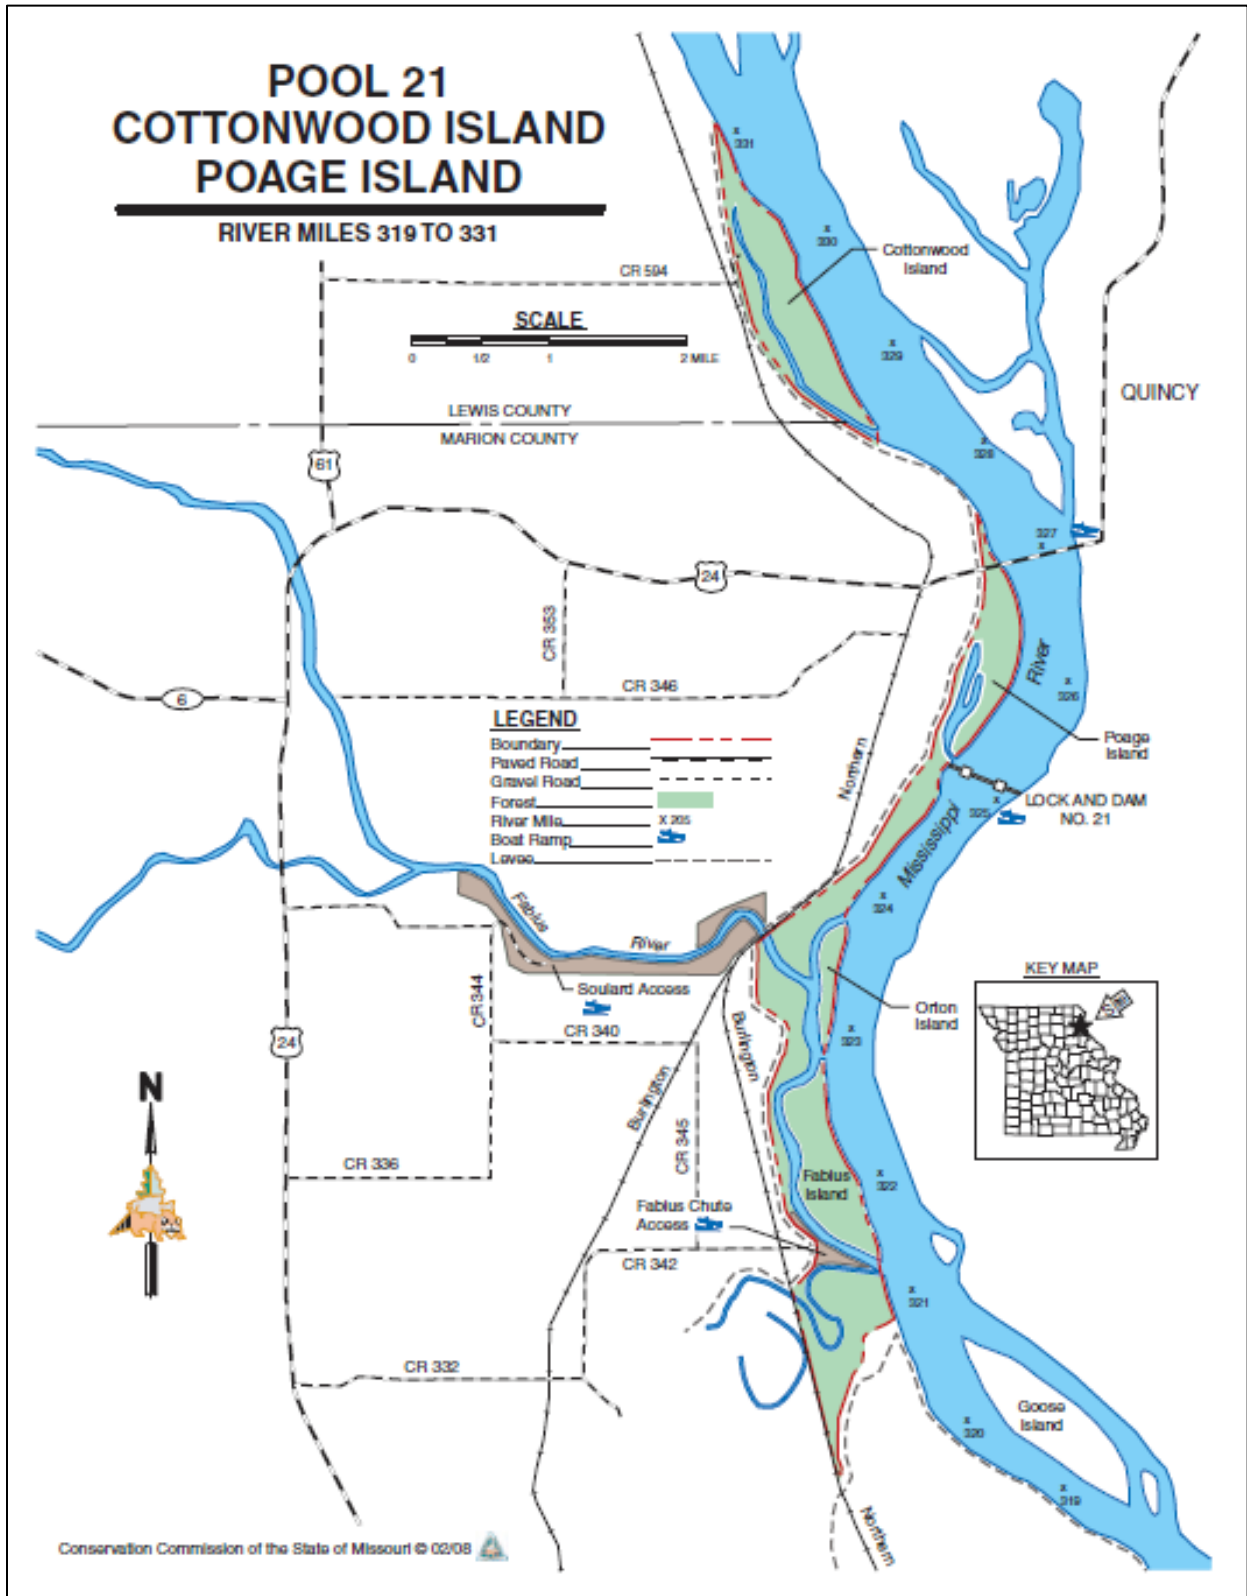 POOL 21
COTTONWOOD ISLAND
POAGE ISLAND
RIVER MILES 319 TO 331
x
331
x
330
Cottonwood
Island
CR 594
SCALE
0 1/2 1 2 MILE
x
329
QUINCY
LEWIS COUNTY
MARION COUNTY
x
328
61
327
x
24
CR 353
River
CR 346
x
326
6
LEGEND
Boundary
Paved Road
Gravel Road
Forest
River Mile X 205
Boat Ramp
Levee
Poage
Island
Northern
LOCK AND DAM
NO. 21
x
325
Mississippi
x
324
Fabius
River
KEY MAP
Soulard Access
CR 344
Orton
Island
CR 340
x
323
24
Burlington
Burlington
N
CR 345
CR 336
x
322
Fabius
Island
Fabius Chute
Access
CR 342
x
321
CR 332
Goose
Island
x
320
x
319
Northern
Conservation Commission of the State of Missouri © 02/08